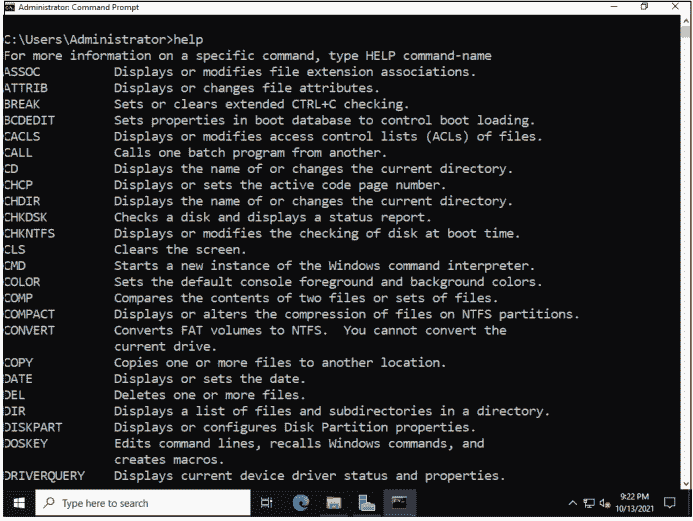 Administrator: Command Prompt
C:\Users\Administrator>help
For more information on a specific command, type HELP command-name
ASSOC Displays or modifies file extension associations.
ATTRIB Displays or changes file attributes.
BREAK Sets or clears extended CTRL+C checking.
BCDEDIT Sets properties in boot database to control boot loading.
CACLS Displays or modifies access control lists (ACLs) of files.
CALL Calls one batch program from another.
CD Displays the name of or changes the current directory.
CHCP Displays or sets the active code page number.
CHDIR Displays the name of or changes the current directory.
CHKDSK Checks a disk and displays a status report.
CHKNTFS Displays or modifies the checking of disk at boot time.
CLS Clears the screen.
CMD Starts a new instance of the Windows command interpreter.
COLOR Sets the default console foreground and background colors.
COMP Compares the contents of two files or sets of files.
COMPACT Displays or alters the compression of files on NTFS partitions.
CONVERT Converts FAT volumes to NTFS.  You cannot convert the
current drive.
COPY Copies one or more files to another location.
DATE Displays or sets the date.
DEL Deletes one or more files.
DIR Displays a list of files and subdirectories in a directory.
DISKPART Displays or configures Disk Partition properties.
DOSKEY Edits command lines, recalls Windows commands, and
creates macros.
DRIVERQUERY Displays current device driver status and properties.
Type here to search
9:22 PM
10/13/2021